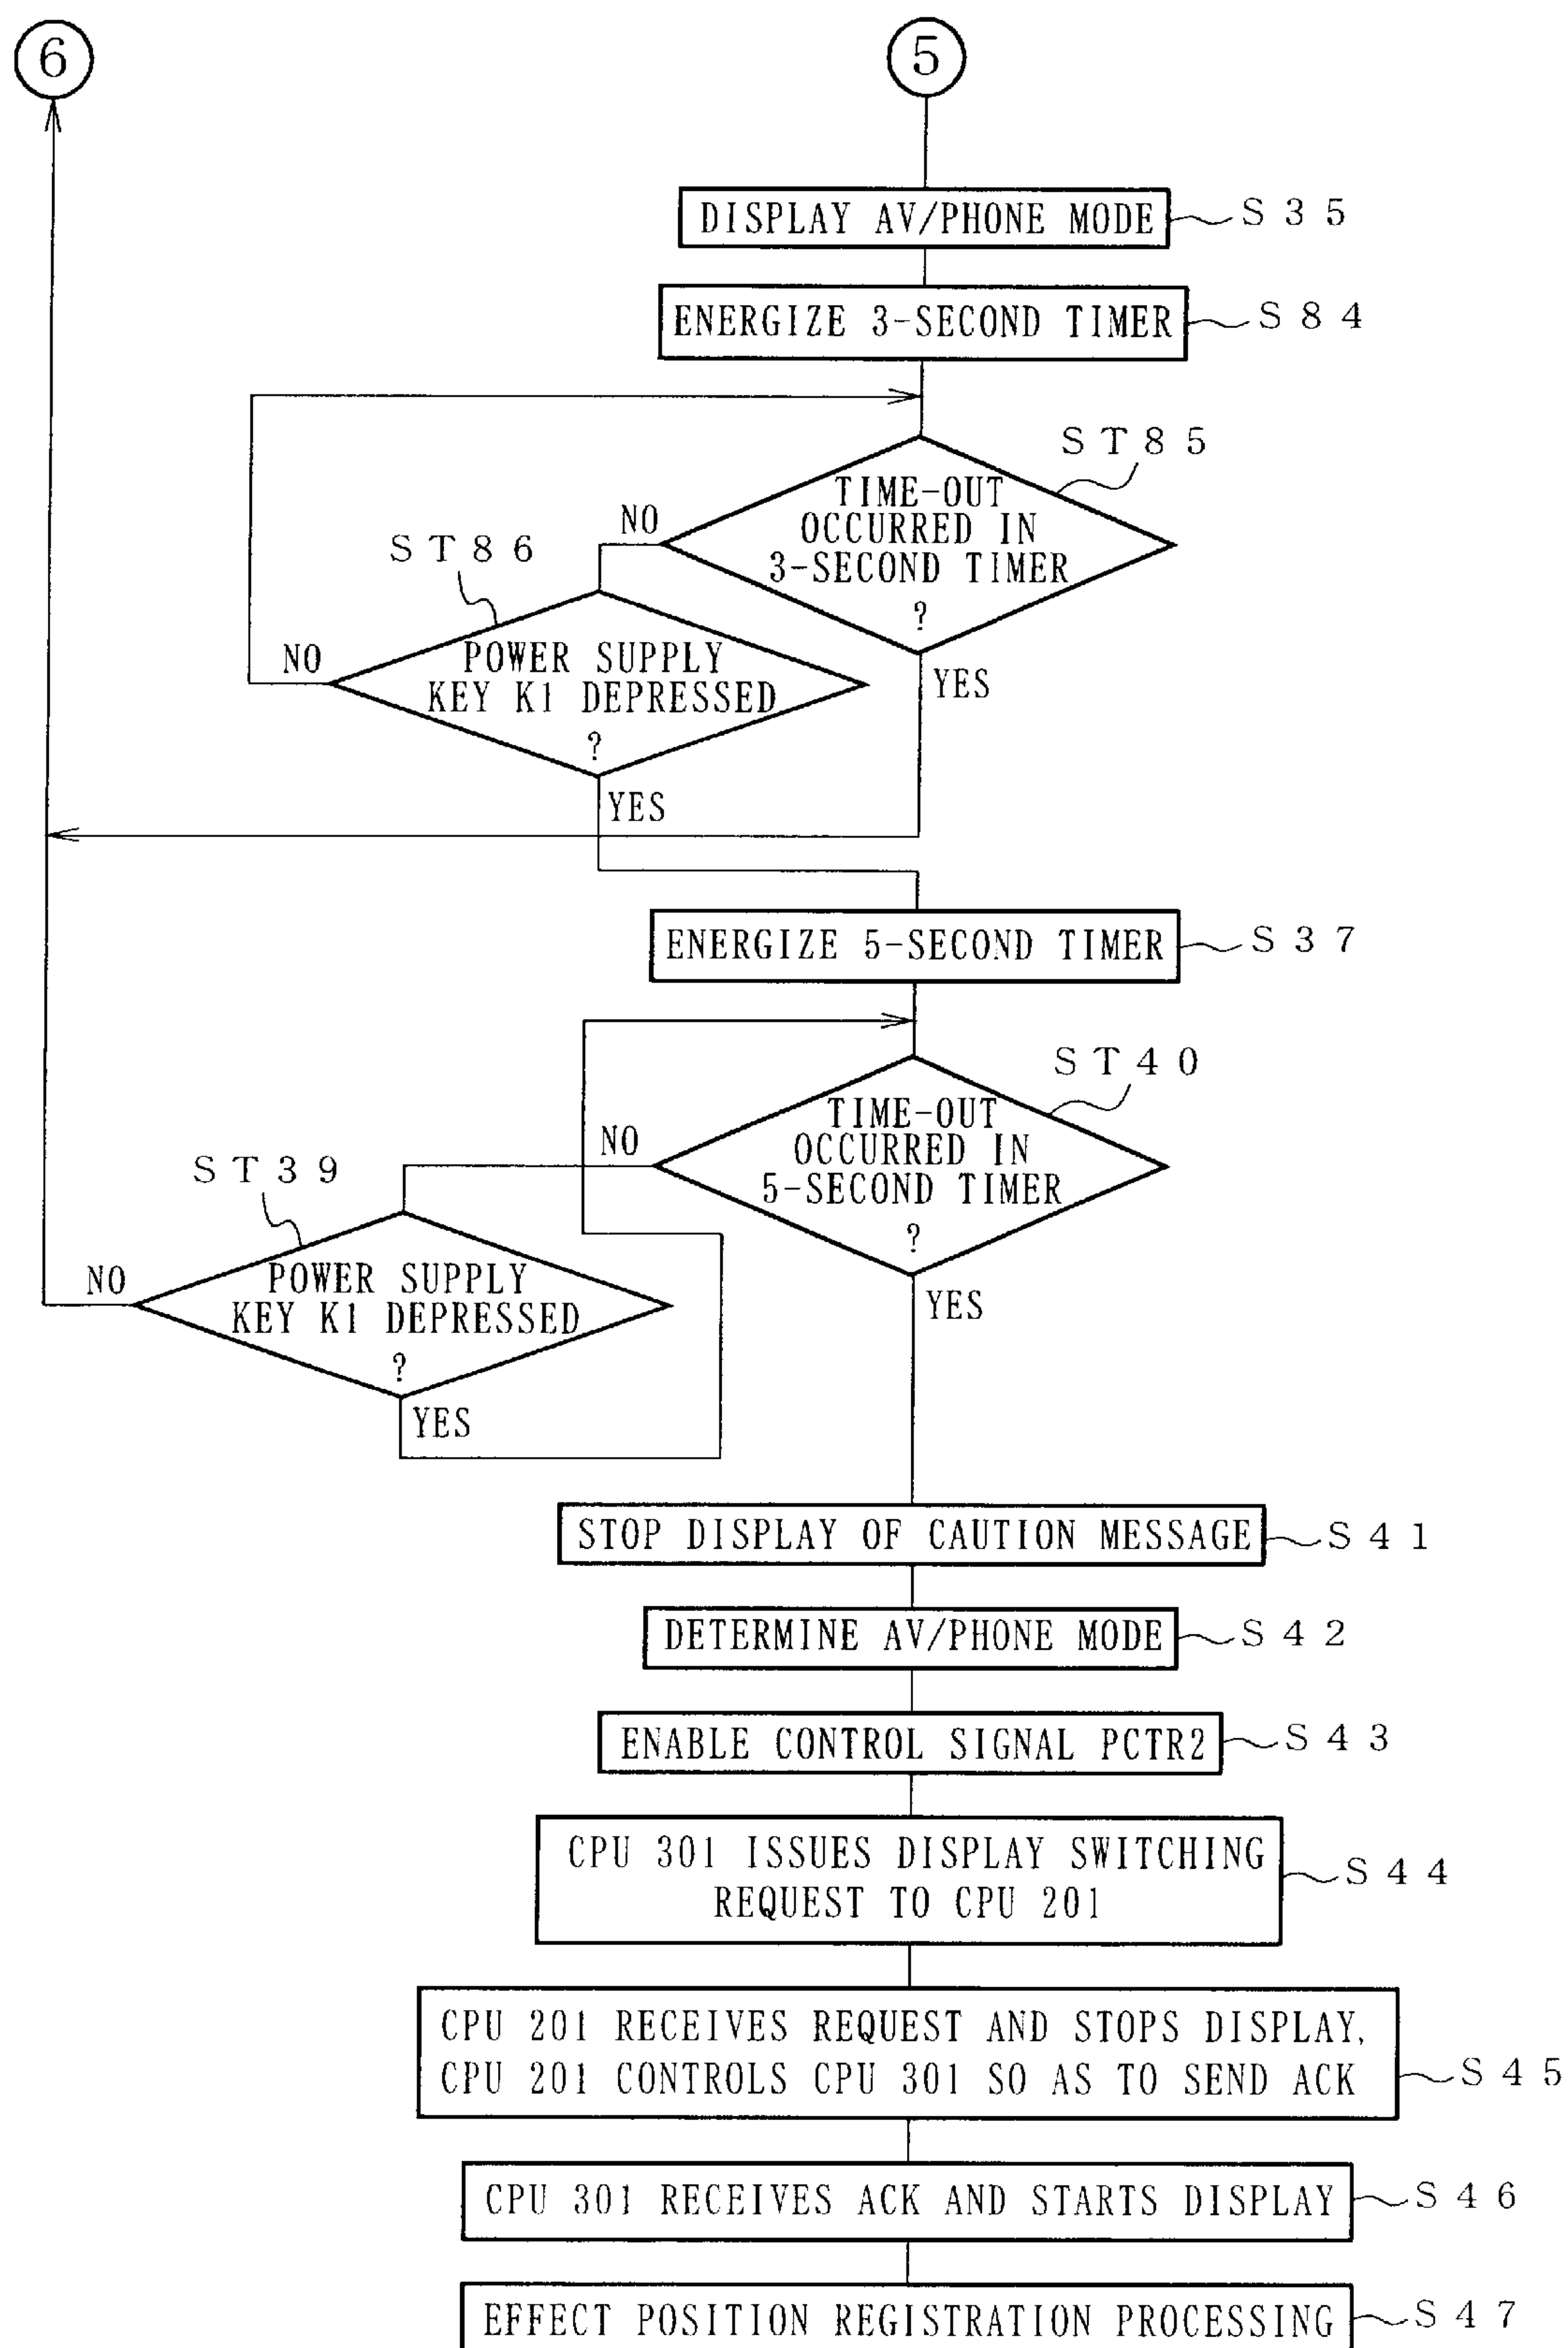 6
5
DISPLAY AV/PHONE MODE
S35
ENERGIZE 3-SECOND TIMER
S84
ST85
TIME-OUT
OCCURRED IN
3-SECOND TIMER
?
NO
ST86
POWER SUPPLY
KEY K1 DEPRESSED
?
NO
YES
YES
ENERGIZE 5-SECOND TIMER
S37
ST40
TIME-OUT
OCCURRED IN
5-SECOND TIMER
?
NO
ST39
POWER SUPPLY
KEY K1 DEPRESSED
?
NO
YES
YES
STOP DISPLAY OF CAUTION MESSAGE
S41
DETERMINE AV/PHONE MODE
S42
ENABLE CONTROL SIGNAL PCTR2
S43
CPU 301 ISSUES DISPLAY SWITCHING
REQUEST TO CPU 201
S44
CPU 201 RECEIVES REQUEST AND STOPS DISPLAY,
CPU 201 CONTROLS CPU 301 SO AS TO SEND ACK
S45
CPU 301 RECEIVES ACK AND STARTS DISPLAY
S46
EFFECT POSITION REGISTRATION PROCESSING
S47